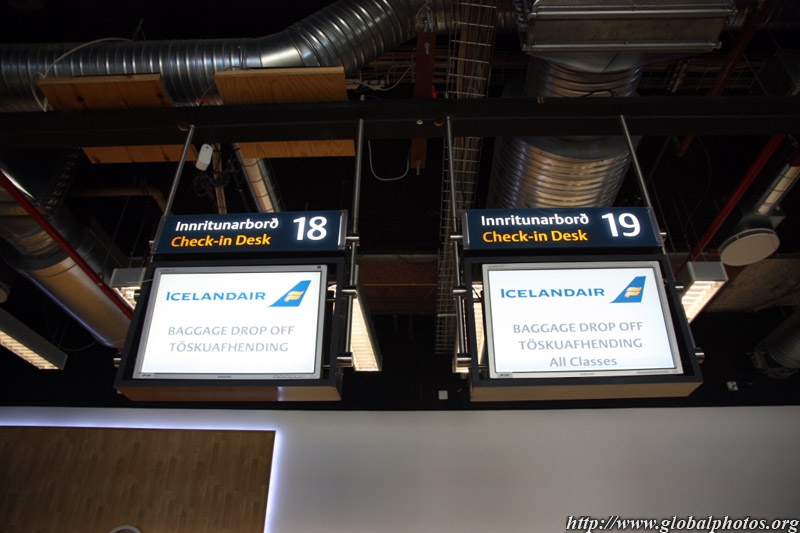 Innritunarborð 18
Check-in Desk
ICELANDAIR
BAGGAGE DROP OFF
TÖSKUAFHENDING
Innritunarborð 19
Check-in Desk
ICELANDAIR
BAGGAGE DROP OFF
TÖSKUAFHENDING
All Classes
http://www.globalphotos.org